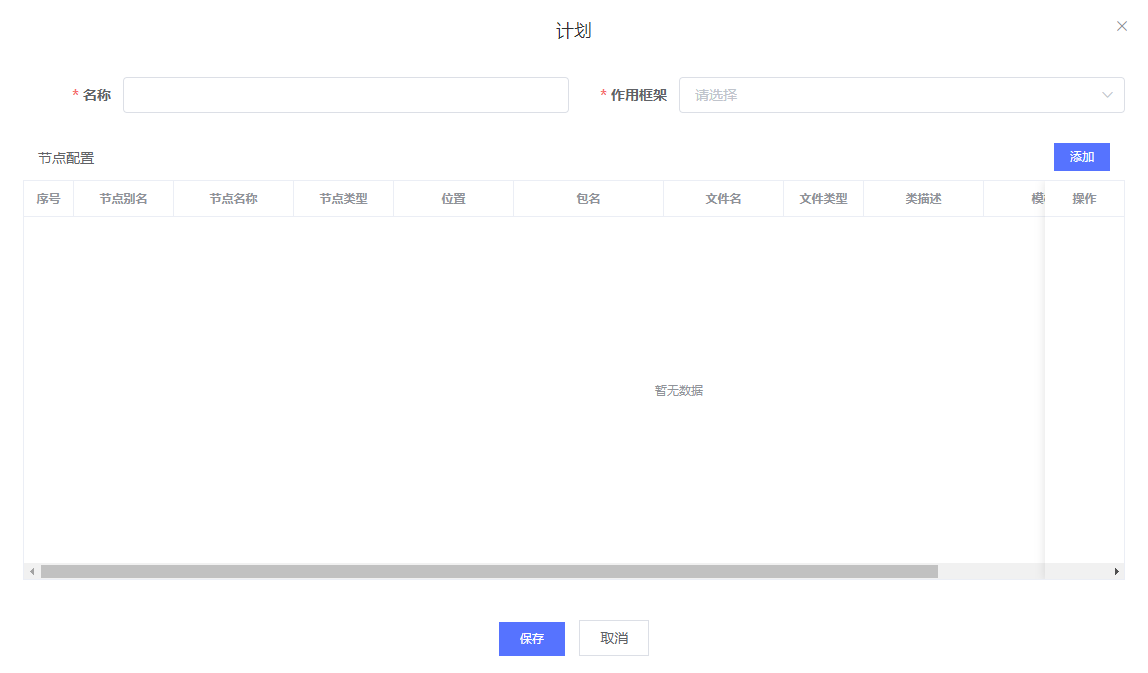 计划
* 名称
* 作用框架 请选择
节点配置 添加
序号 节点别名 节点名称 节点类型 位置 包名 文件名 文件类型 类描述 模 操作
暂无数据
保存 取消